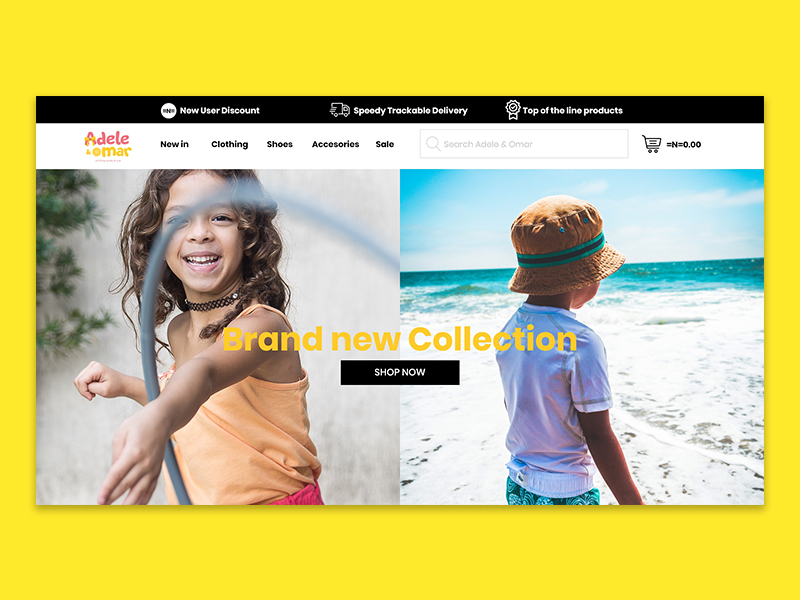 =N= New User Discount
Speedy Trackable Delivery
Top of the line products
Adele
& Omar
New in
Clothing
Shoes
Accesories
Sale
Search Adele & Omar
=N=0.00
Brand new Collection
SHOP NOW